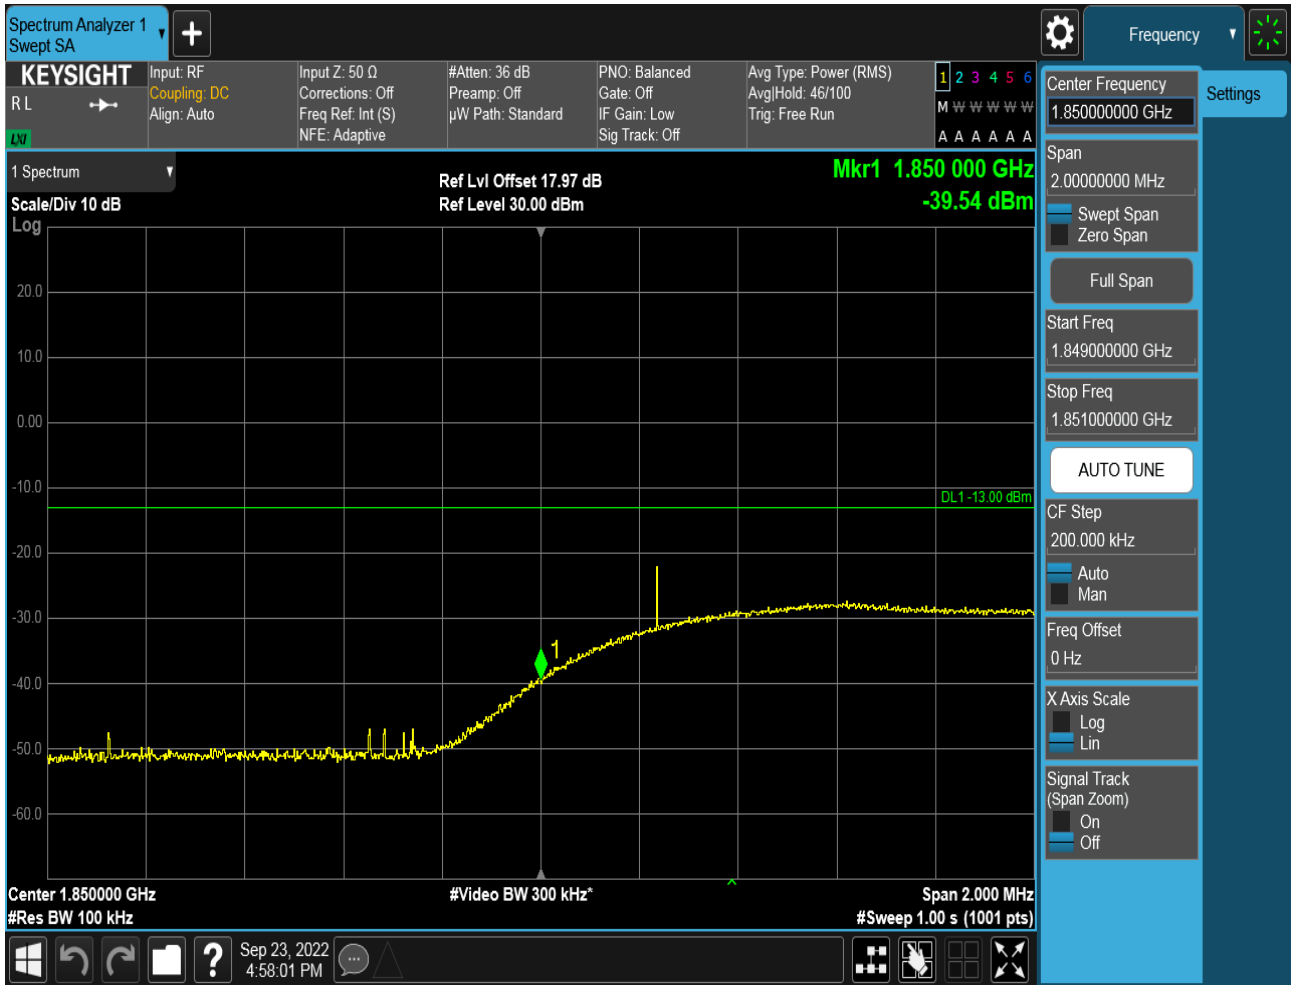 Spectrum Analyzer 1
Swept SA
Frequency
KEYSIGHT
R L
LXI
Input: RF
Coupling: DC
Align: Auto
Input Z: 50 Ω
Corrections: Off
Freq Ref: Int (S)
NFE: Adaptive
#Atten: 36 dB
Preamp: Off
µW Path: Standard
PNO: Balanced
Gate: Off
IF Gain: Low
Sig Track: Off
Avg Type: Power (RMS)
Avg|Hold: 46/100
Trig: Free Run
1 2 3 4 5 6
M W W W W W
A A A A A A
Center Frequency
1.850000000 GHz
Settings
Span
2.00000000 MHz
Swept Span
Zero Span
Full Span
Start Freq
1.849000000 GHz
Stop Freq
1.851000000 GHz
AUTO TUNE
CF Step
200.000 kHz
Auto
Man
Freq Offset
0 Hz
X Axis Scale
Log
Lin
Signal Track
(Span Zoom)
On
Off
1 Spectrum
Scale/Div 10 dB
Log
Ref Lvl Offset 17.97 dB
Ref Level 30.00 dBm
Mkr1 1.850 000 GHz
-39.54 dBm
20.0
10.0
0.00
-10.0
DL1 -13.00 dBm
-20.0
-30.0
1
-40.0
-50.0
-60.0
Center 1.850000 GHz
#Res BW 100 kHz
#Video BW 300 kHz*
Span 2.000 MHz
#Sweep 1.00 s (1001 pts)
?
Sep 23, 2022
4:58:01 PM